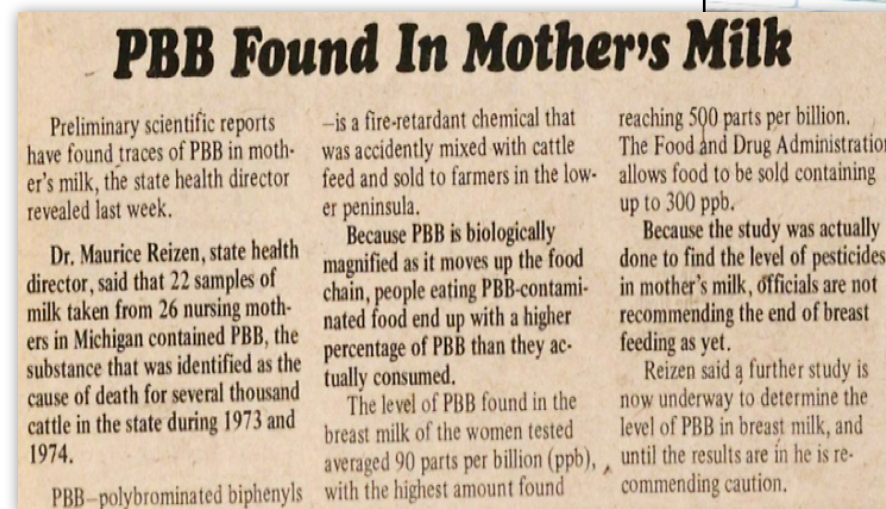 PBB Found In Mother's Milk
Preliminary scientific reports
have found traces of PBB in moth-
er's milk, the state health director
revealed last week.
Dr. Maurice Reizen, state health
director, said that 22 samples of
milk taken from 26 nursing moth-
ers in Michigan contained PBB, the
substance that was identified as the
cause of death for several thousand
cattle in the state during 1973 and
1974.
PBB—polybrominated biphenyls
—is a fire-retardant chemical that
was accidently mixed with cattle
feed and sold to farmers in the low-
er peninsula.
Because PBB is biologically
magnified as it moves up the food
chain, people eating PBB-contami-
nated food end up with a higher
percentage of PBB than they ac-
tually consumed.
The level of PBB found in the
breast milk of the women tested
averaged 90 parts per billion (ppb),
with the highest amount found
reaching 500 parts per billion.
The Food and Drug Administration
allows food to be sold containing
up to 300 ppb.
Because the study was actually
done to find the level of pesticides
in mother's milk, officials are not
recommending the end of breast
feeding as yet.
Reizen said a further study is
now underway to determine the
level of PBB in breast milk, and
until the results are in he is re-
commending caution.